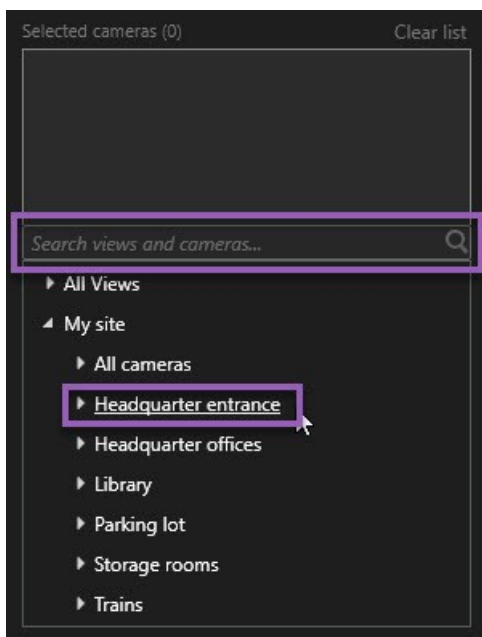 Selected cameras (0) Clear list
Search views and cameras...
All Views
My site
All cameras
Headquarter entrance
Headquarter offices
Library
Parking lot
Storage rooms
Trains